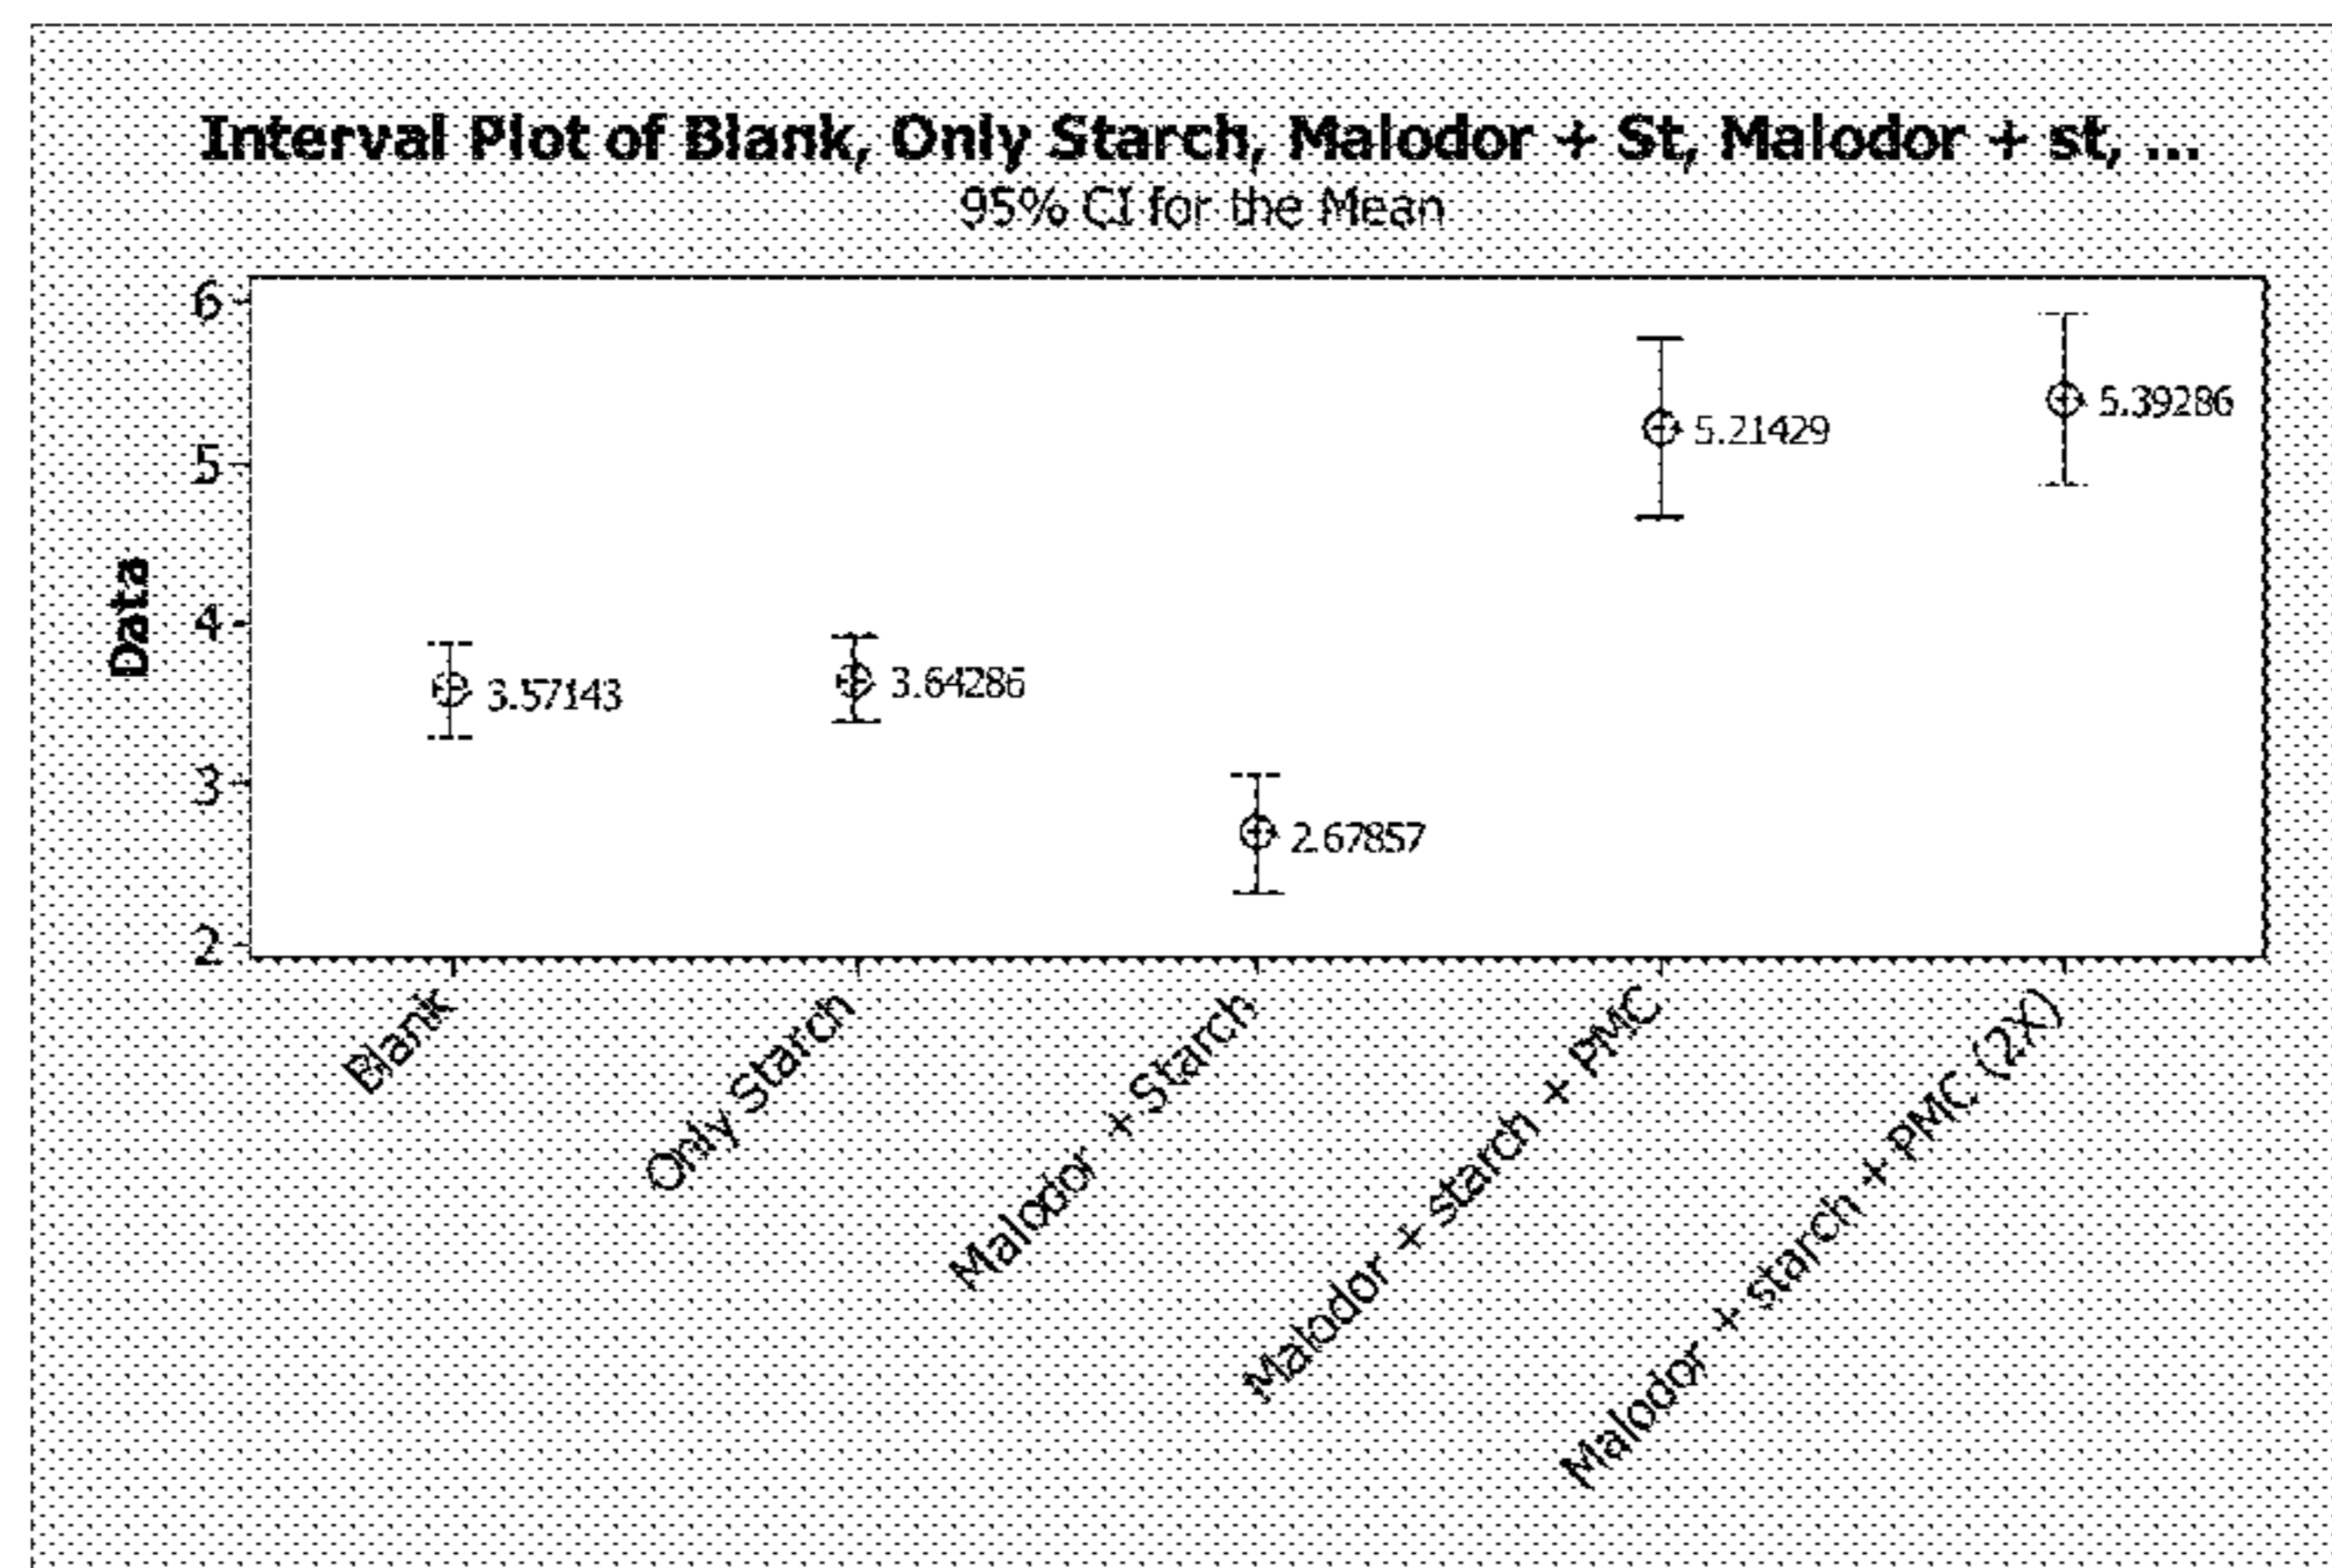 Interval Plot of Blank, Only Starch, Malodor + St, Malodor + st, ...
95% CI for the Mean
6
5
4
3
2
Data
3.57143
3.64286
2.67857
5.21429
5.39286
Blank
Only Starch
Malodor + Starch
Malodor + starch + PMC
Malodor + starch + PMC (2X)